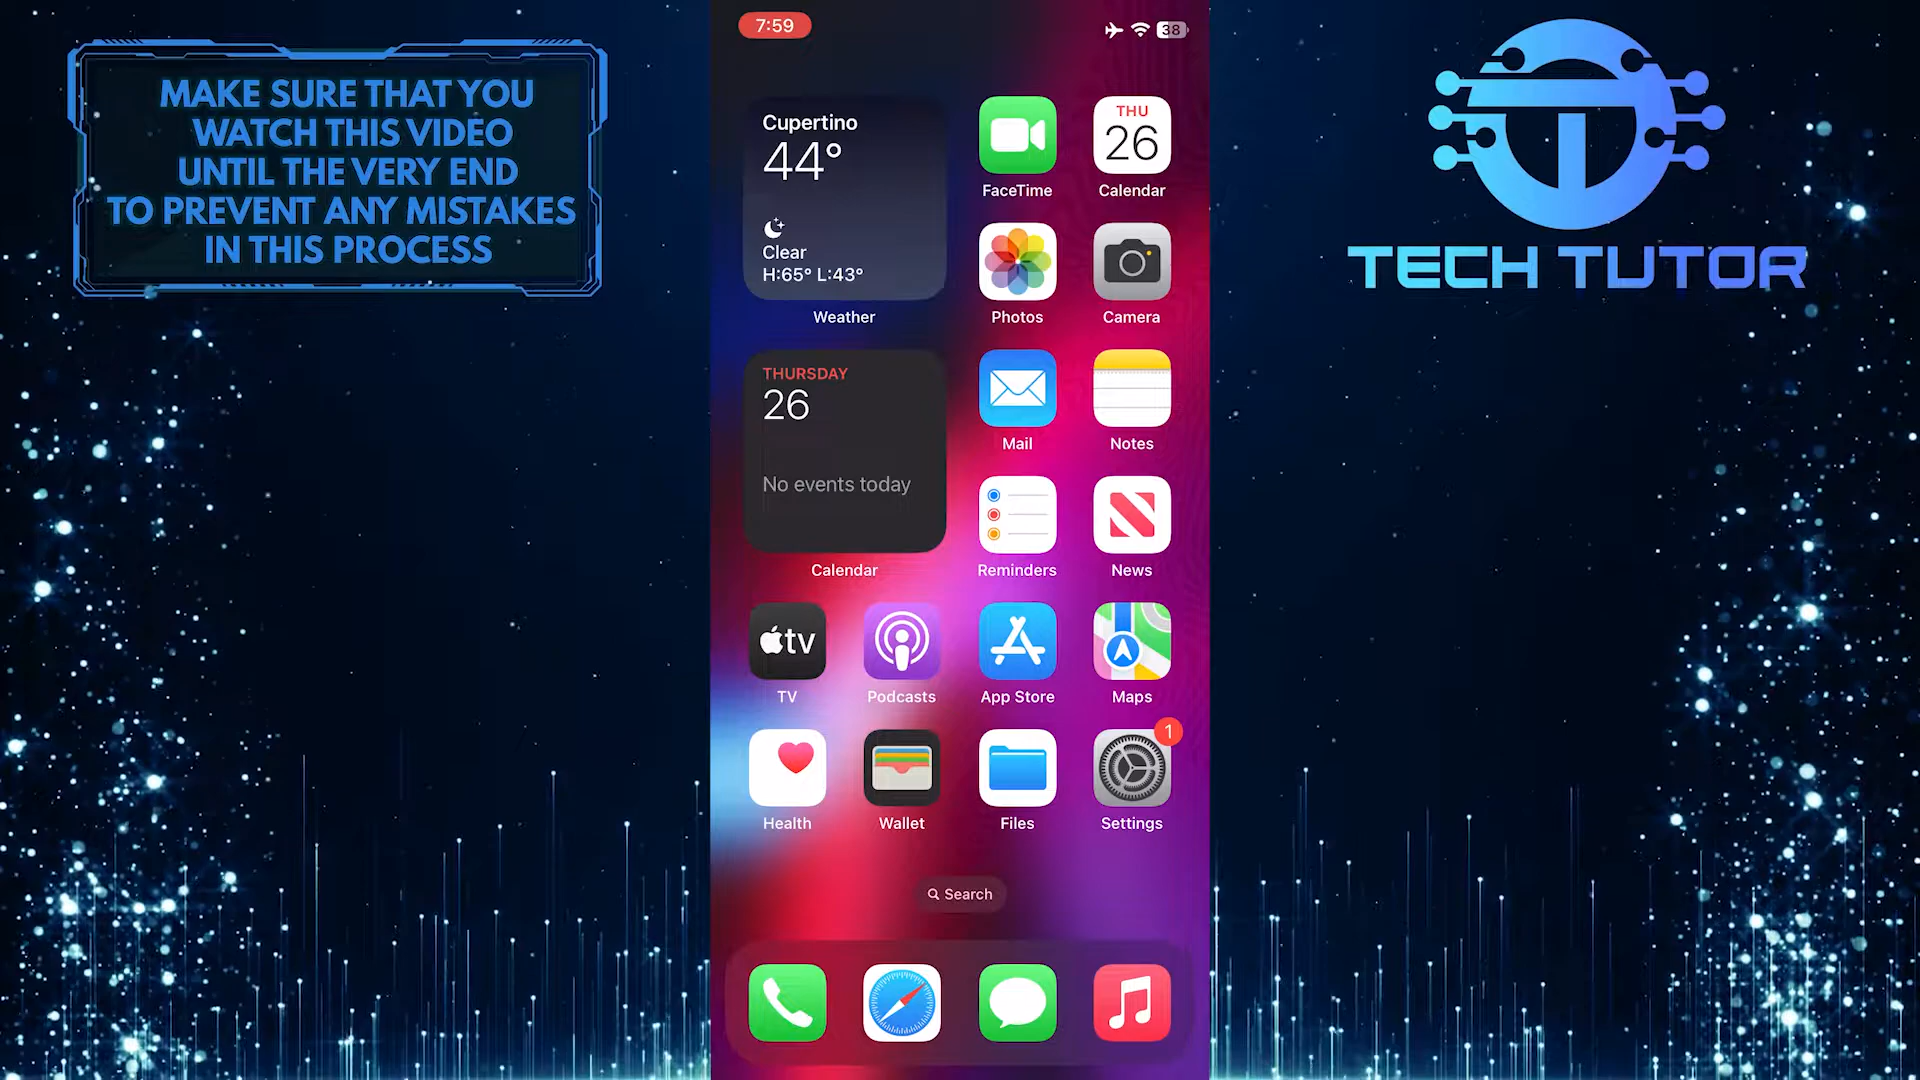 MAKE SURE THAT YOU
WATCH THIS VIDEO
UNTIL THE VERY END
TO PREVENT ANY MISTAKES
IN THIS PROCESS
7:59
38
Cupertino
44°
Clear
H:65° L:43°
Weather
FaceTime
THU
26
Calendar
Photos
Camera
THURSDAY
26
No events today
Calendar
Mail
Notes
Reminders
News
tv
TV
Podcasts
App Store
Maps
Health
Wallet
Files
1
Settings
Search
TECH TUTOR